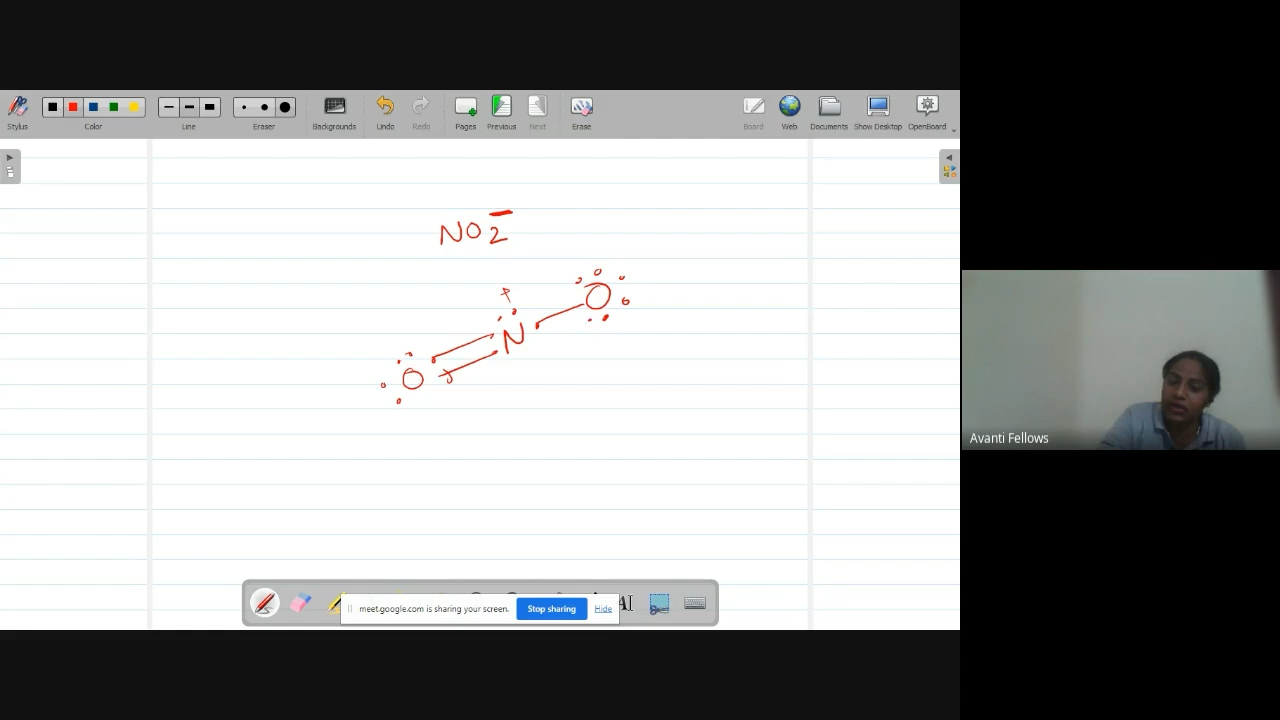 Stylus Color Line Eraser Backgrounds Undo Redo Pages Previous Next Erase Board Web Documents Show Desktop OpenBoard
NO2‾
+
N
O
O
Avanti Fellows
meet.google.com is sharing your screen. Stop sharing Hide AI